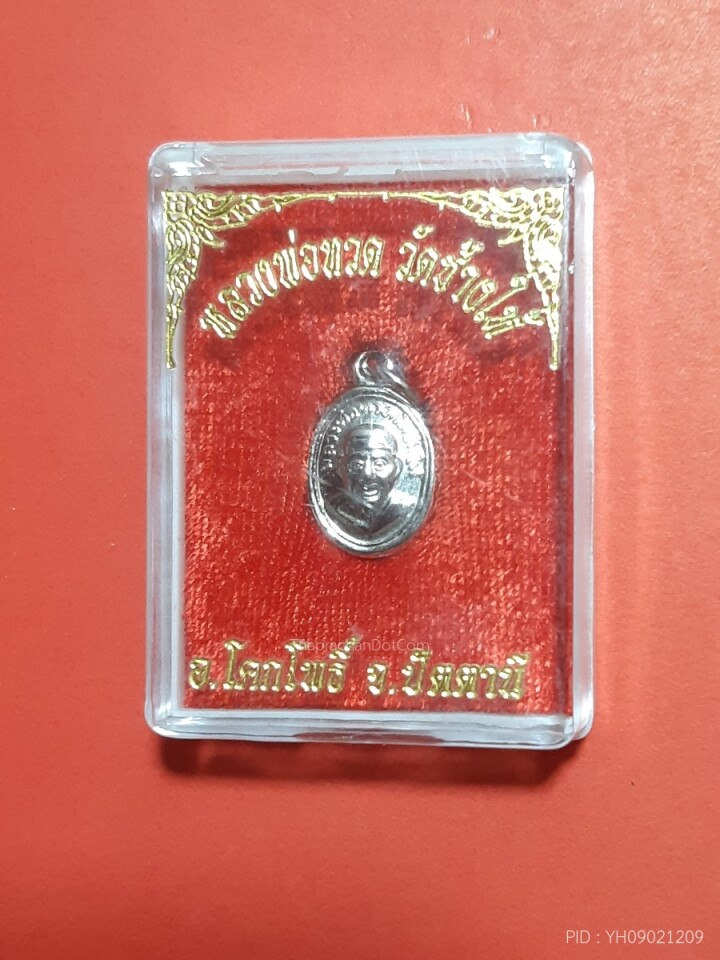 หลวงพ่อทวด วัดช้างให้
ThaprachanDotCom
อ.โคกโพธิ์ จ.ปัตตานี
PID : YH09021209